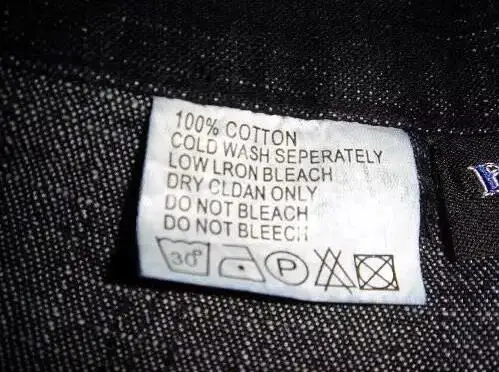 100% COTTON
COLD WASH SEPERATELY
LOW LRON BLEACH
DRY CLDAN ONLY
DO NOT BLEACH
DO NOT BLEECH
30° P